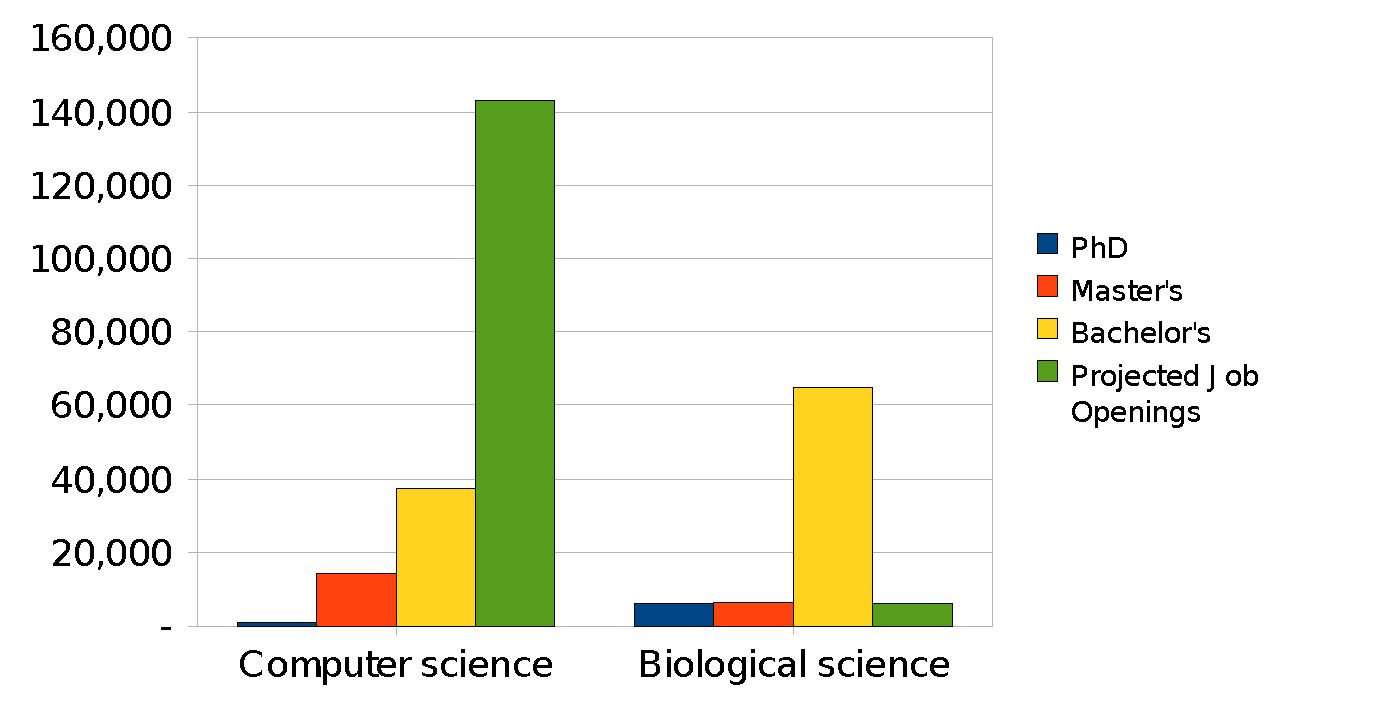 160,000
140,000
120,000
100,000
80,000
60,000
40,000
20,000
-
Computer science
Biological science
PhD
Master's
Bachelor's
Projected J ob
Openings